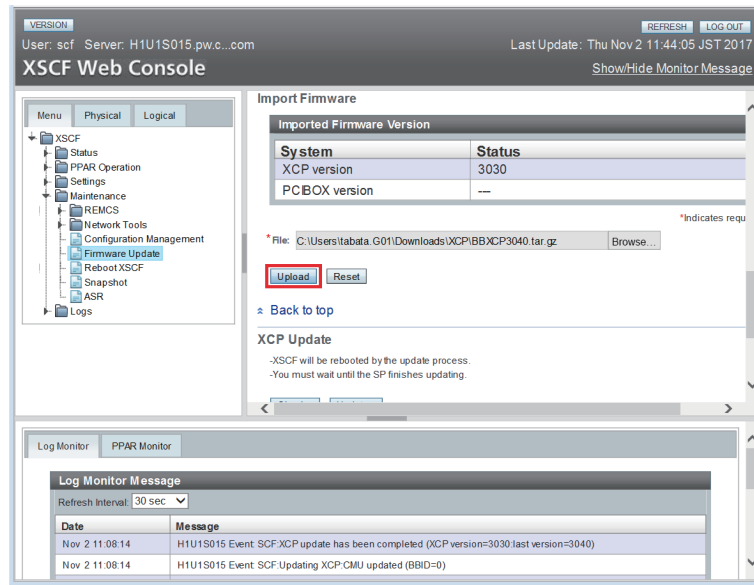 VERSION
REFRESH LOG OUT
User: scf Server: H1U1S015.pw.c...com
Last Update: Thu Nov 2 11:44:05 JST 2017
XSCF Web Console
Show/Hide Monitor Message
Menu Physical Logical
XSCF
Status
PPAR Operation
Settings
Maintenance
REMCS
Network Tools
Configuration Management
Firmware Update
Reboot XSCF
Snapshot
ASR
Logs
Import Firmware
Imported Firmware Version
System Status
XCP version 3030
PCIBOX version ---
*Indicates requ
*File: C:\Users\tabata.G01\Downloads\XCP\BBXCP3040.tar.gz Browse...
Upload Reset
Back to top
XCP Update
-XSCF will be rooted by the update process.
-You must wait until the SP finishes updating.
Log Monitor PPAR Monitor
Log Monitor Message
Refresh Interval: 30 sec
Date Message
Nov 2 11:08:14 H1U1S015 Event: SCF:XCP update has been completed (XCP version=3030:last version=3040)
Nov 2 11:08:14 H1U1S015 Event: SCF:Updating XCP:CMU updated (BBID=0)